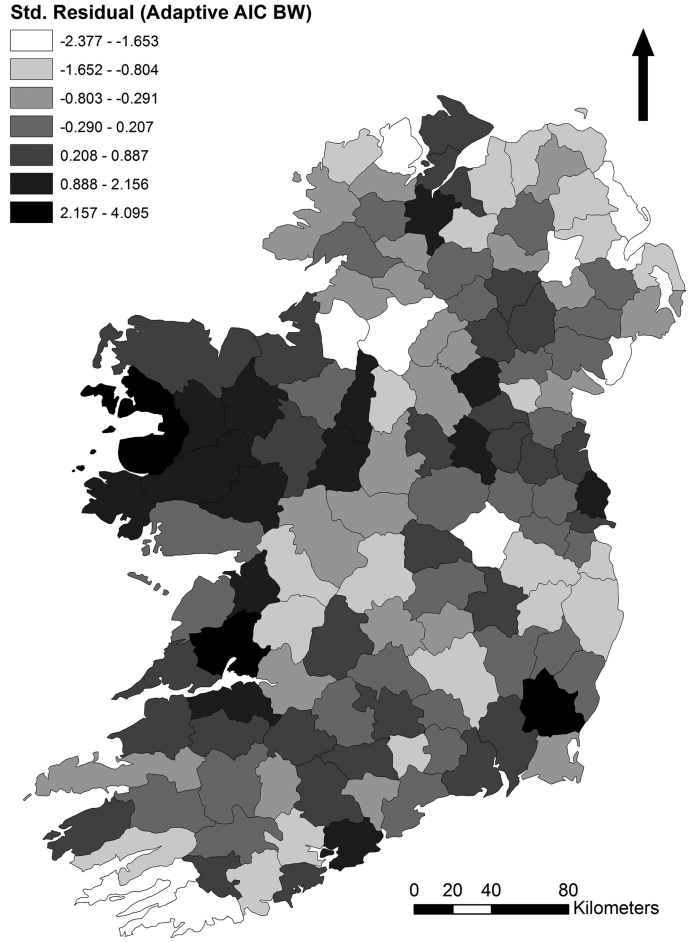 Std. Residual (Adaptive AIC BW)
-2.377 - -1.653
-1.652 - -0.804
-0.803 - -0.291
-0.290 - 0.207
0.208 - 0.887
0.888 - 2.156
2.157 - 4.095
0 20 40 80
Kilometers